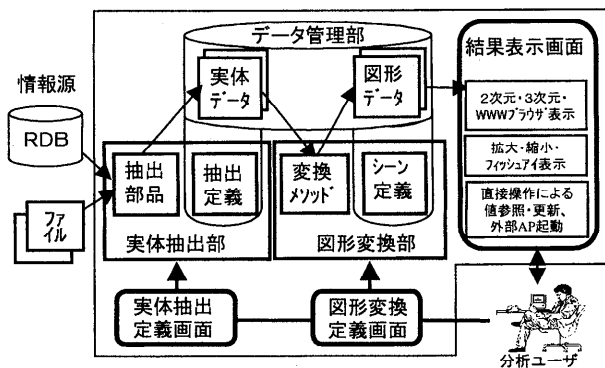 データ管理部
情報源
RDB
ファ
イル
実体
データ
図形
データ
抽出
部品
抽出
定義
変換
メソッド
シーン
定義
実体抽出部
図形変換部
実体抽出
定義画面
図形変換
定義画面
結果表示画面
2次元・3次元・
WWWブラウザ表示
拡大・縮小・
フィッシュアイ表示
直接操作による
値参照・更新、
外部AP起動
分析ユーザ